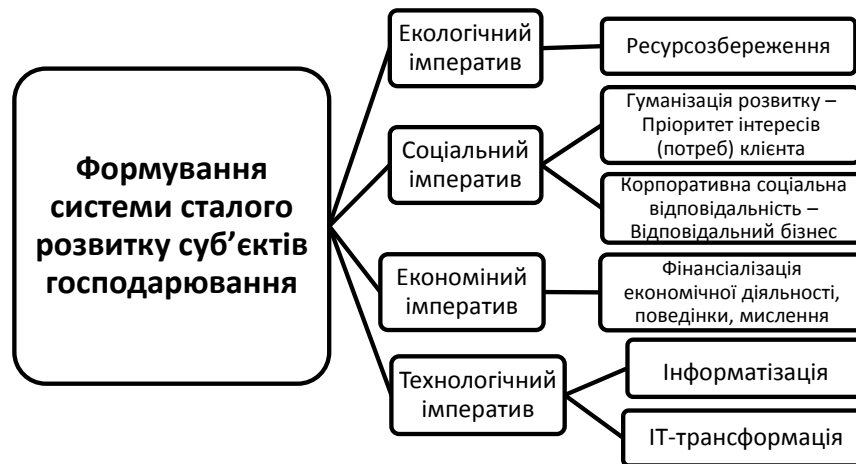 Формування
системи сталого
розвитку суб’єктів
господарювання
Екологічний
імператив
Ресурсозбереження
Соціальний
імператив
Гуманізація розвитку –
Пріоритет інтересів
(потреб) клієнта
Корпоративна соціальна
відповідальність –
Відповідальний бізнес
Економіний
імператив
Фінансіалізація
економічної діяльності,
поведінки, мислення
Технологічний
імператив
Інформатізація
ІТ-трансформація